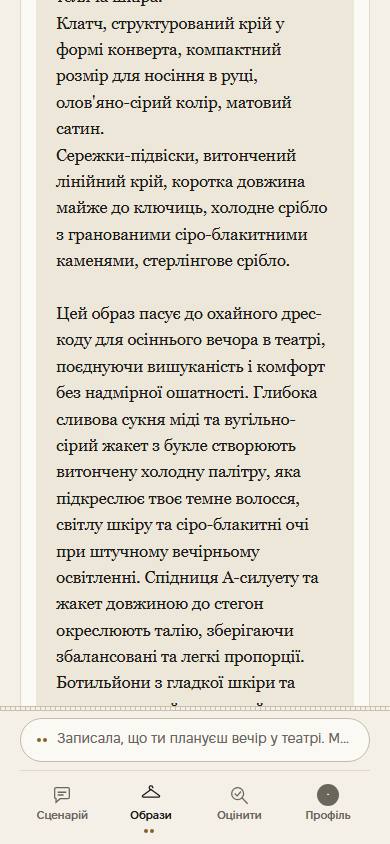 Клатч, структурований крій у
формі конверта, компактний
розмір для носіння в руці,
олов'яно-сірий колір, матовий
сатин.
Сережки-підвіски, витончений
лінійний крій, коротка довжина
майже до ключиць, холодне срібло
з гранованими сіро-блакитними
каменями, стерлінгове срібло.
Цей образ пасує до охайного дрес-
коду для осіннього вечора в театрі,
поєднуючи вишуканість і комфорт
без надмірної ошатності. Глибока
сливова сукня міді та вугільно-
сірий жакет з букле створюють
витончену холодну палітру, яка
підкреслює твоє темне волосся,
світлу шкіру та сіро-блакитні очі
при штучному вечірньому
освітленні. Спідниця А-силуету та
жакет довжиною до стегон
окреслюють талію, зберігаючи
збалансовані та легкі пропорції.
Ботильйони з гладкої шкіри та
Записала, що ти плануєш вечір у театрі. М...
Сценарій
Образи
Оцінити
Профіль